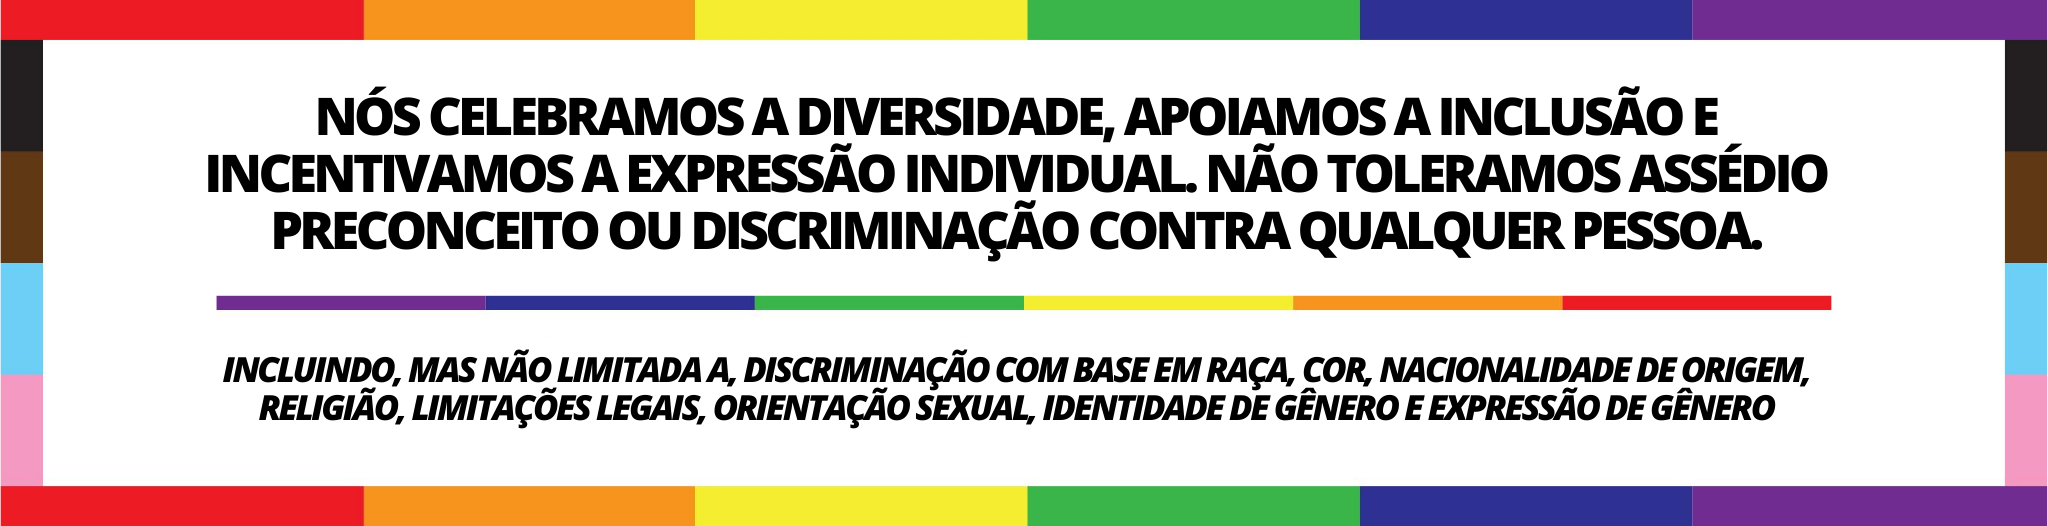 NÓS CELEBRAMOS A DIVERSIDADE, APOIAMOS A INCLUSÃO E
INCENTIVAMOS A EXPRESSÃO INDIVIDUAL. NÃO TOLERAMOS ASSÉDIO
PRECONCEITO OU DISCRIMINAÇÃO CONTRA QUALQUER PESSOA.
INCLUINDO, MAS NÃO LIMITADA A, DISCRIMINAÇÃO COM BASE EM RAÇA, COR, NACIONALIDADE DE ORIGEM,
RELIGIÃO, LIMITAÇÕES LEGAIS, ORIENTAÇÃO SEXUAL, IDENTIDADE DE GÊNERO E EXPRESSÃO DE GÊNERO